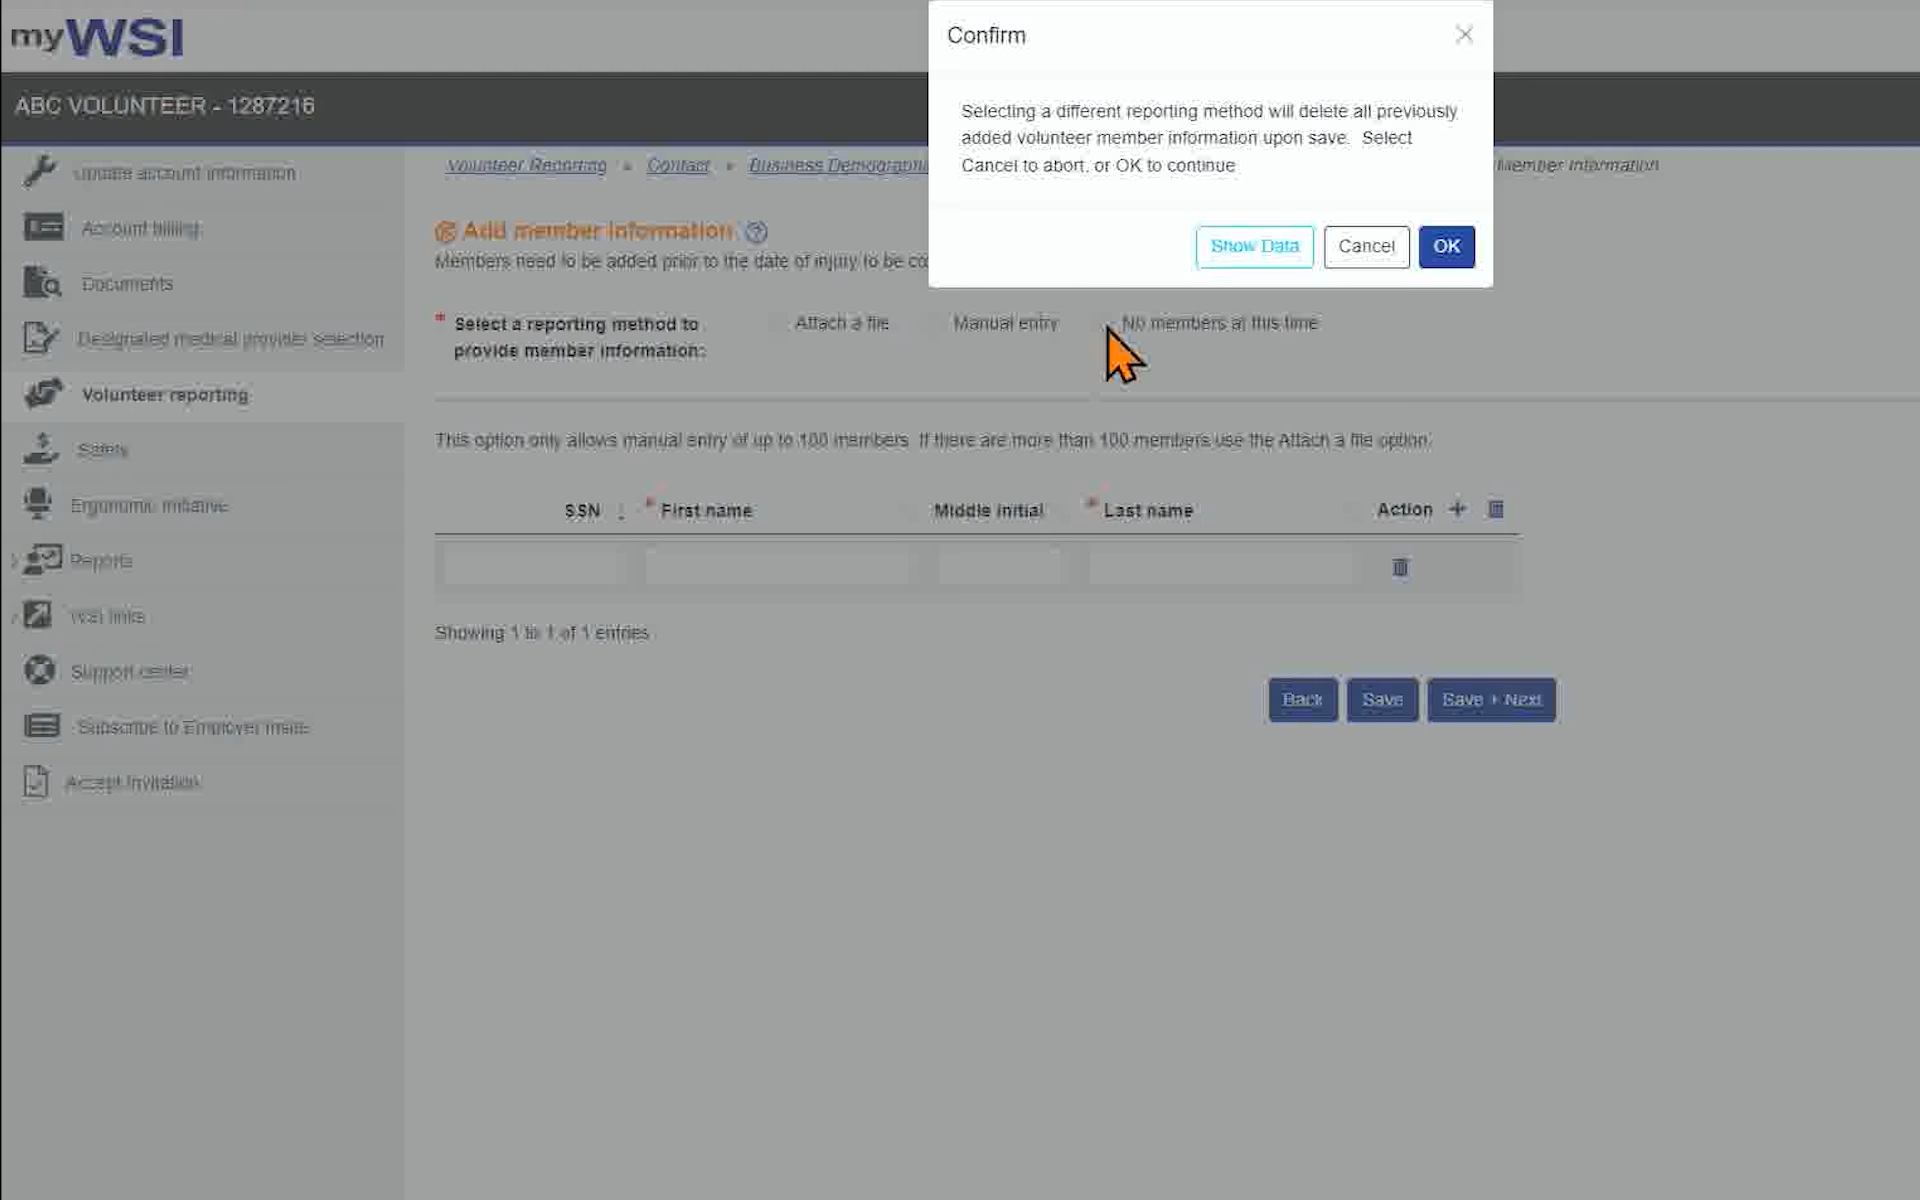 myWSI
ABC VOLUNTEER - 1287216
Update account information
Account billing
Documents
Designated medical provider selection
Volunteer reporting
Safety
Ergonomic Initiative
Reports
WSI links
Support center
Subscribe to Employer
Accept Invitation
Volunteer Reporting
Contact
Business
Member Information
Add member information
Members need to be added prior to the date of injury to be
Confirm
Selecting a different reporting method will delete all previously
added volunteer member information upon save. Select
Cancel to abort, or OK to continue
Show Data Cancel OK
* Select a reporting method to
provide member information:
Attach a file Manual entry No members at this time
This option only allows manual entry of up to 100 members. If there are more than 100 members use the Attach a file option.
SSN * First name Middle initial * Last name Action +
Showing 1 to 1 of 1 entries
Back Save Save + Next